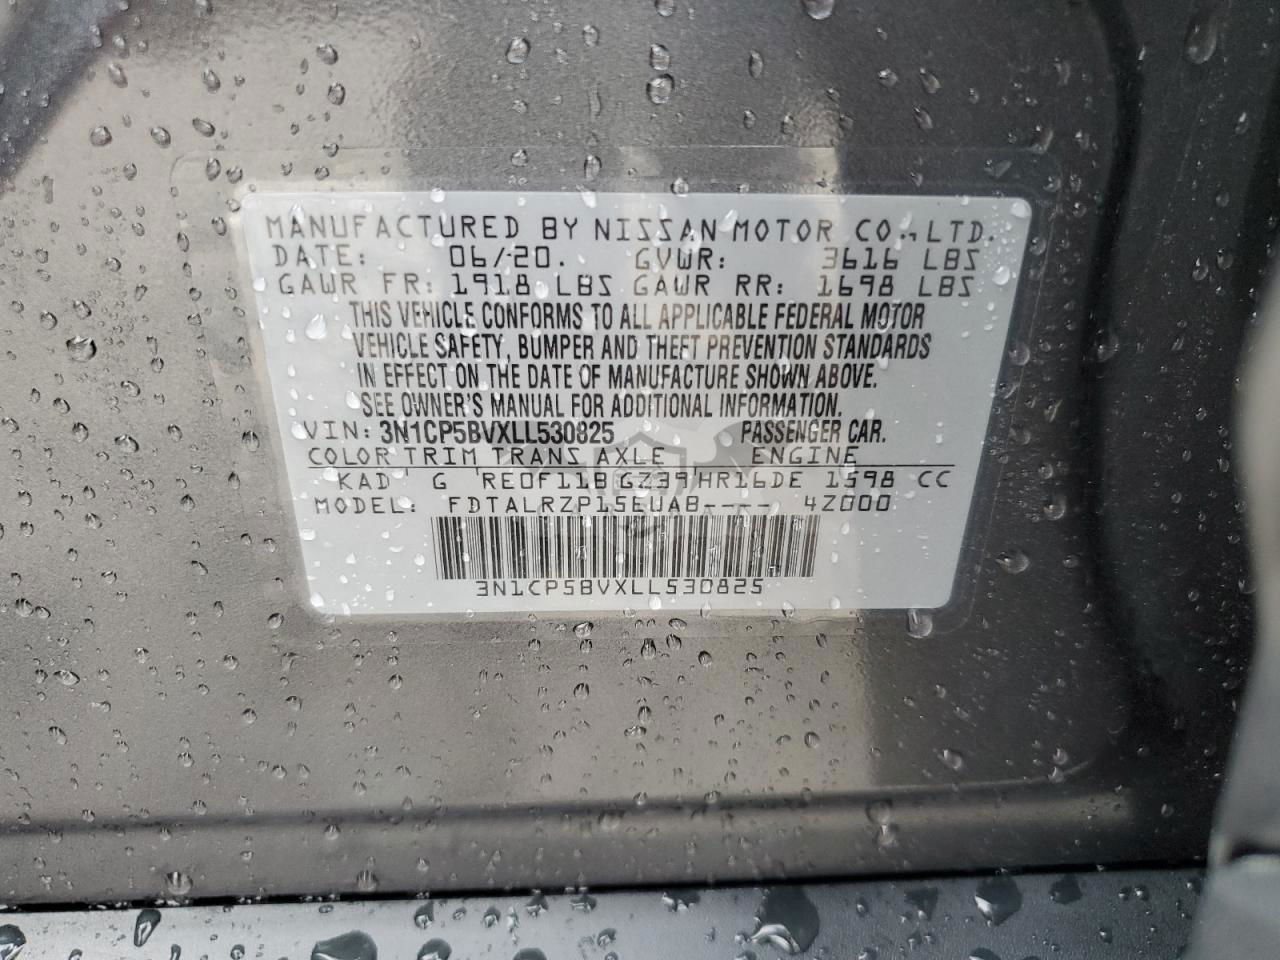 MANUFACTURED BY NISSAN MOTOR CO., LTD.
DATE: 06/20. GVWR: 3616 LBS
GAWR FR: 1918 LBS GAWR RR: 1698 LBS
THIS VEHICLE CONFORMS TO ALL APPLICABLE FEDERAL MOTOR
VEHICLE SAFETY, BUMPER AND THEFT PREVENTION STANDARDS
IN EFFECT ON THE DATE OF MANUFACTURE SHOWN ABOVE.
SEE OWNER'S MANUAL FOR ADDITIONAL INFORMATION.
VIN: 3N1CP5BVXLL530825 PASSENGER CAR.
COLOR TRIM TRANS AXLE ENGINE
KAD G RE0F11B GZ39 HR16DE 1598 CC
MODEL: FDTALRZP15EUAB---- 4Z000
3N1CP5BVXLL530825